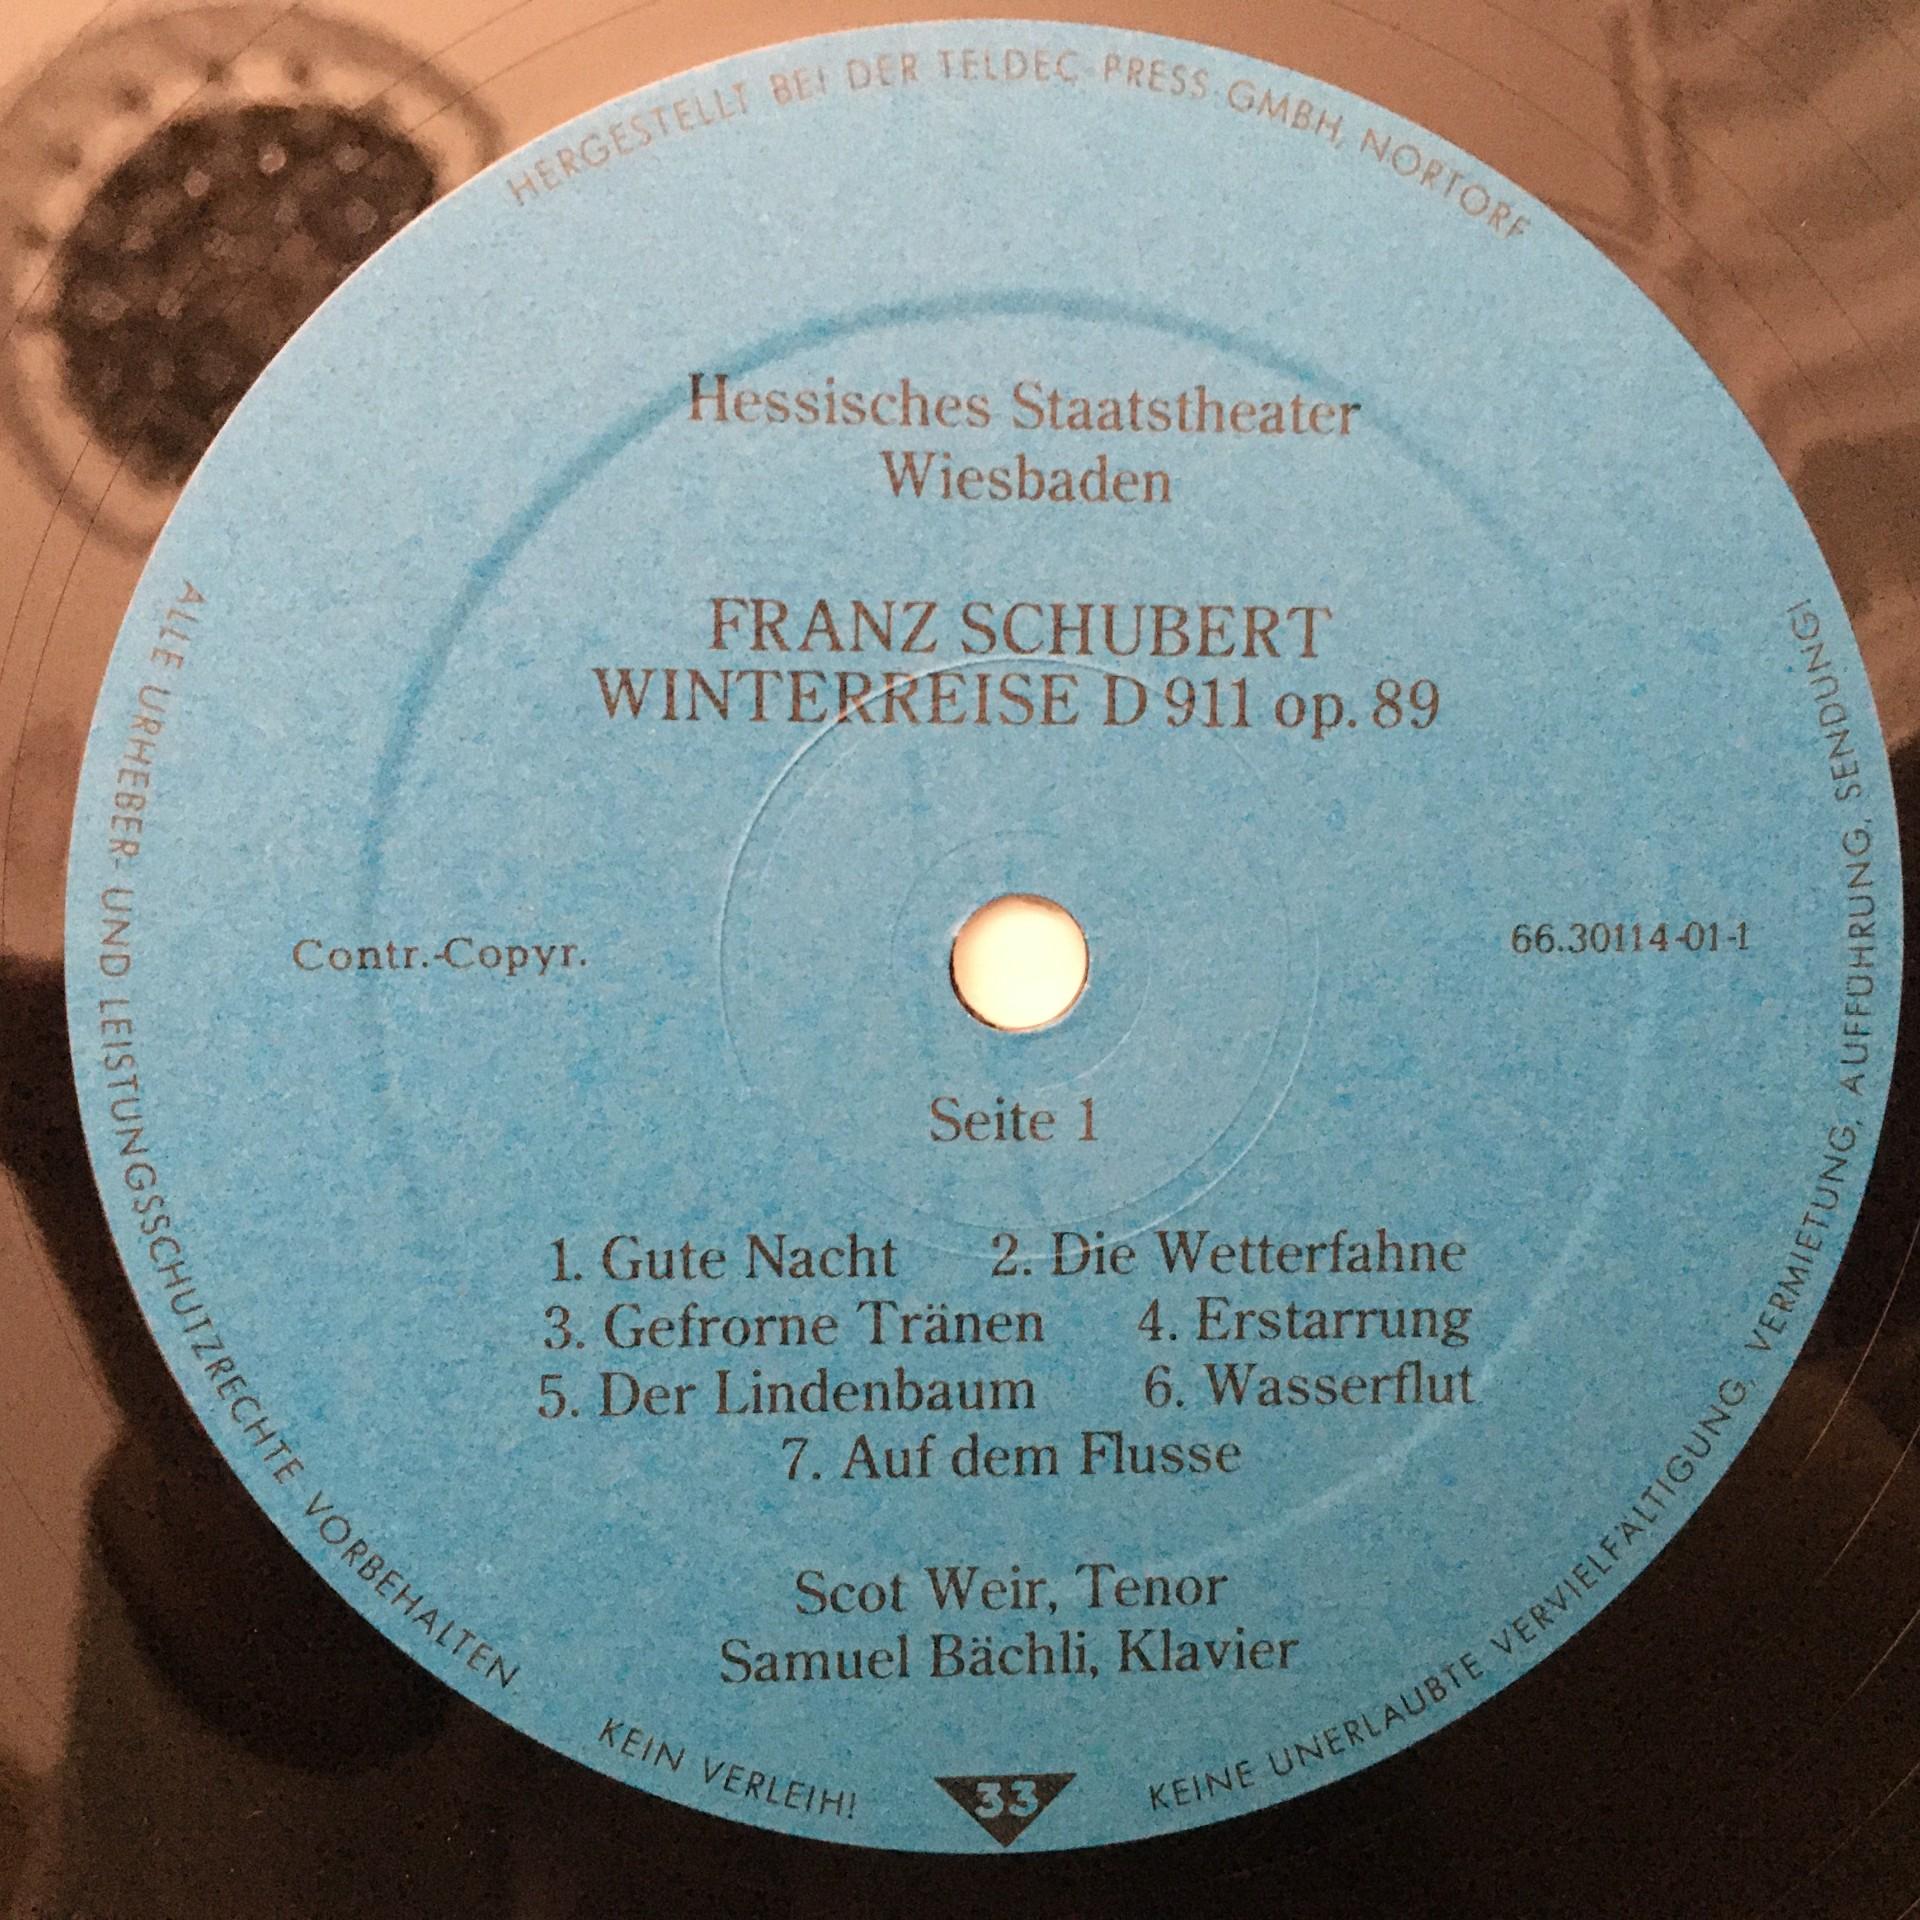 HERGESTELLT BEI DER TELDEC-PRESS GMBH, NORTORF
Hessisches Staatstheater
Wiesbaden
FRANZ SCHUBERT
WINTERREISE D 911 op. 89
Contr.-Copyr.
66.30114-01-1
Seite 1
1. Gute Nacht 2. Die Wetterfahne
3. Gefrorne Tränen 4. Erstarrung
5. Der Lindenbaum 6. Wasserflut
7. Auf dem Flusse
Scot Weir, Tenor
Samuel Bächli, Klavier
ALLE URHEBER- UND LEISTUNGSSCHUTZRECHTE VORBEHALTEN
KEIN VERLEIH!
33
KEINE UNERLAUBTE VERVIELFÄLTIGUNG, VERMIETUNG, AUFFÜHRUNG, SENDUNG!